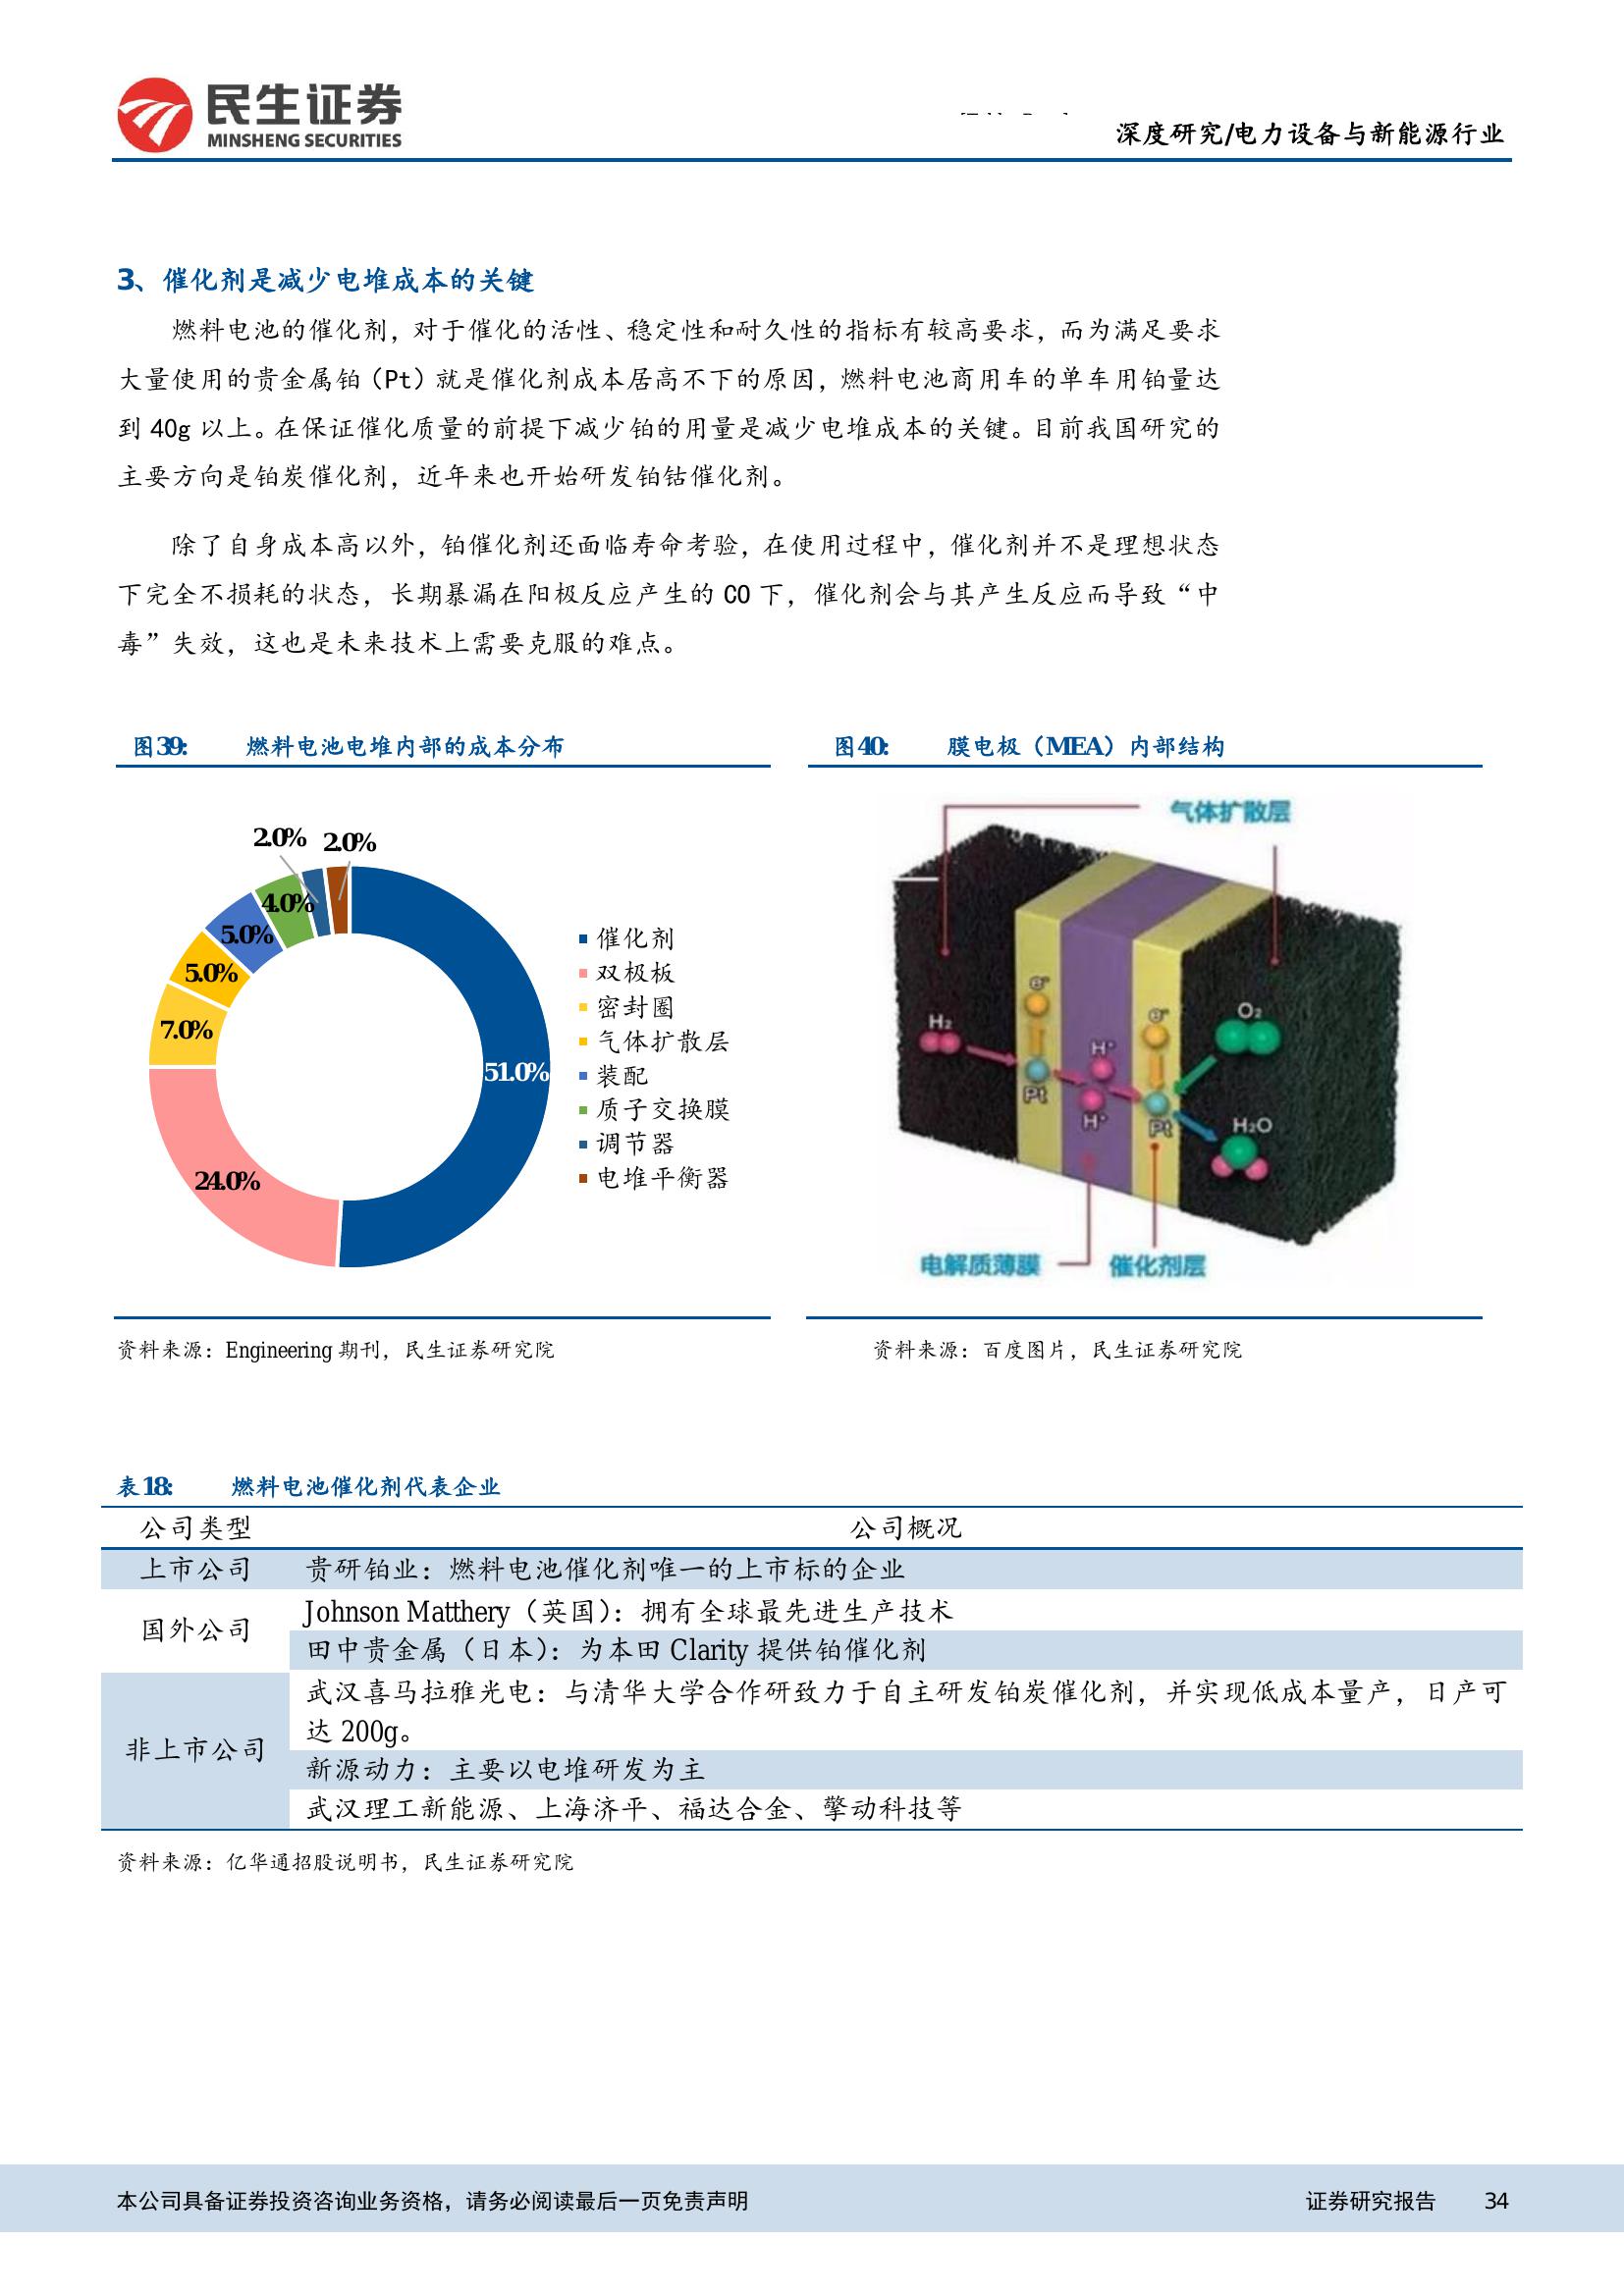 民生证券
MINSHENG SECURITIES
深度研究/电力设备与新能源行业
3、催化剂是减少电堆成本的关键
燃料电池的催化剂，对于催化的活性、稳定性和耐久性的指标有较高要求，而为满足要求
大量使用的贵金属铂（Pt）就是催化剂成本居高不下的原因，燃料电池商用车的单车用铂量达
到 40g 以上。在保证催化质量的前提下减少铂的用量是减少电堆成本的关键。目前我国研究的
主要方向是铂炭催化剂，近年来也开始研发铂钴催化剂。
除了自身成本高以外，铂催化剂还面临寿命考验，在使用过程中，催化剂并不是理想状态
下完全不损耗的状态，长期暴漏在阳极反应产生的 CO 下，催化剂会与其产生反应而导致“中
毒”失效，这也是未来技术上需要克服的难点。
图39: 燃料电池电堆内部的成本分布
2.0% 2.0%
4.0%
5.0%
5.0%
7.0%
51.0%
24.0%
催化剂
双极板
密封圈
气体扩散层
装配
质子交换膜
调节器
电堆平衡器
资料来源：Engineering 期刊，民生证券研究院
图40: 膜电极（MEA）内部结构
气体扩散层
e⁻
H₂
O₂
e⁻
H⁺
Pt
H⁺
Pt
H₂O
电解质薄膜 催化剂层
资料来源：百度图片，民生证券研究院
表18: 燃料电池催化剂代表企业
公司类型 公司概况
上市公司 贵研铂业：燃料电池催化剂唯一的上市标的企业
国外公司 Johnson Matthery（英国）：拥有全球最先进生产技术
田中贵金属（日本）：为本田 Clarity 提供铂催化剂
非上市公司 武汉喜马拉雅光电：与清华大学合作研致力于自主研发铂炭催化剂，并实现低成本量产，日产可
达 200g。
新源动力：主要以电堆研发为主
武汉理工新能源、上海济平、福达合金、擎动科技等
资料来源：亿华通招股说明书，民生证券研究院
本公司具备证券投资咨询业务资格，请务必阅读最后一页免责声明 证券研究报告 34